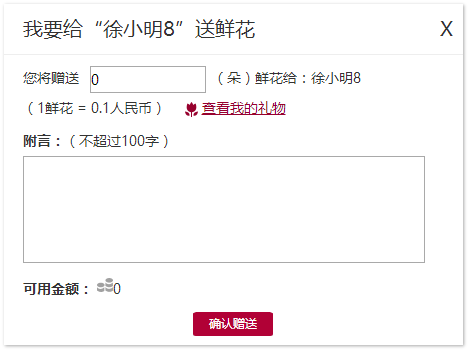 我要给“徐小明8”送鲜花 X
您将赠送 0 （朵）鲜花给：徐小明8
（1鲜花 = 0.1人民币） 查看我的礼物
附言：（不超过100字）
可用金额： 0
确认赠送